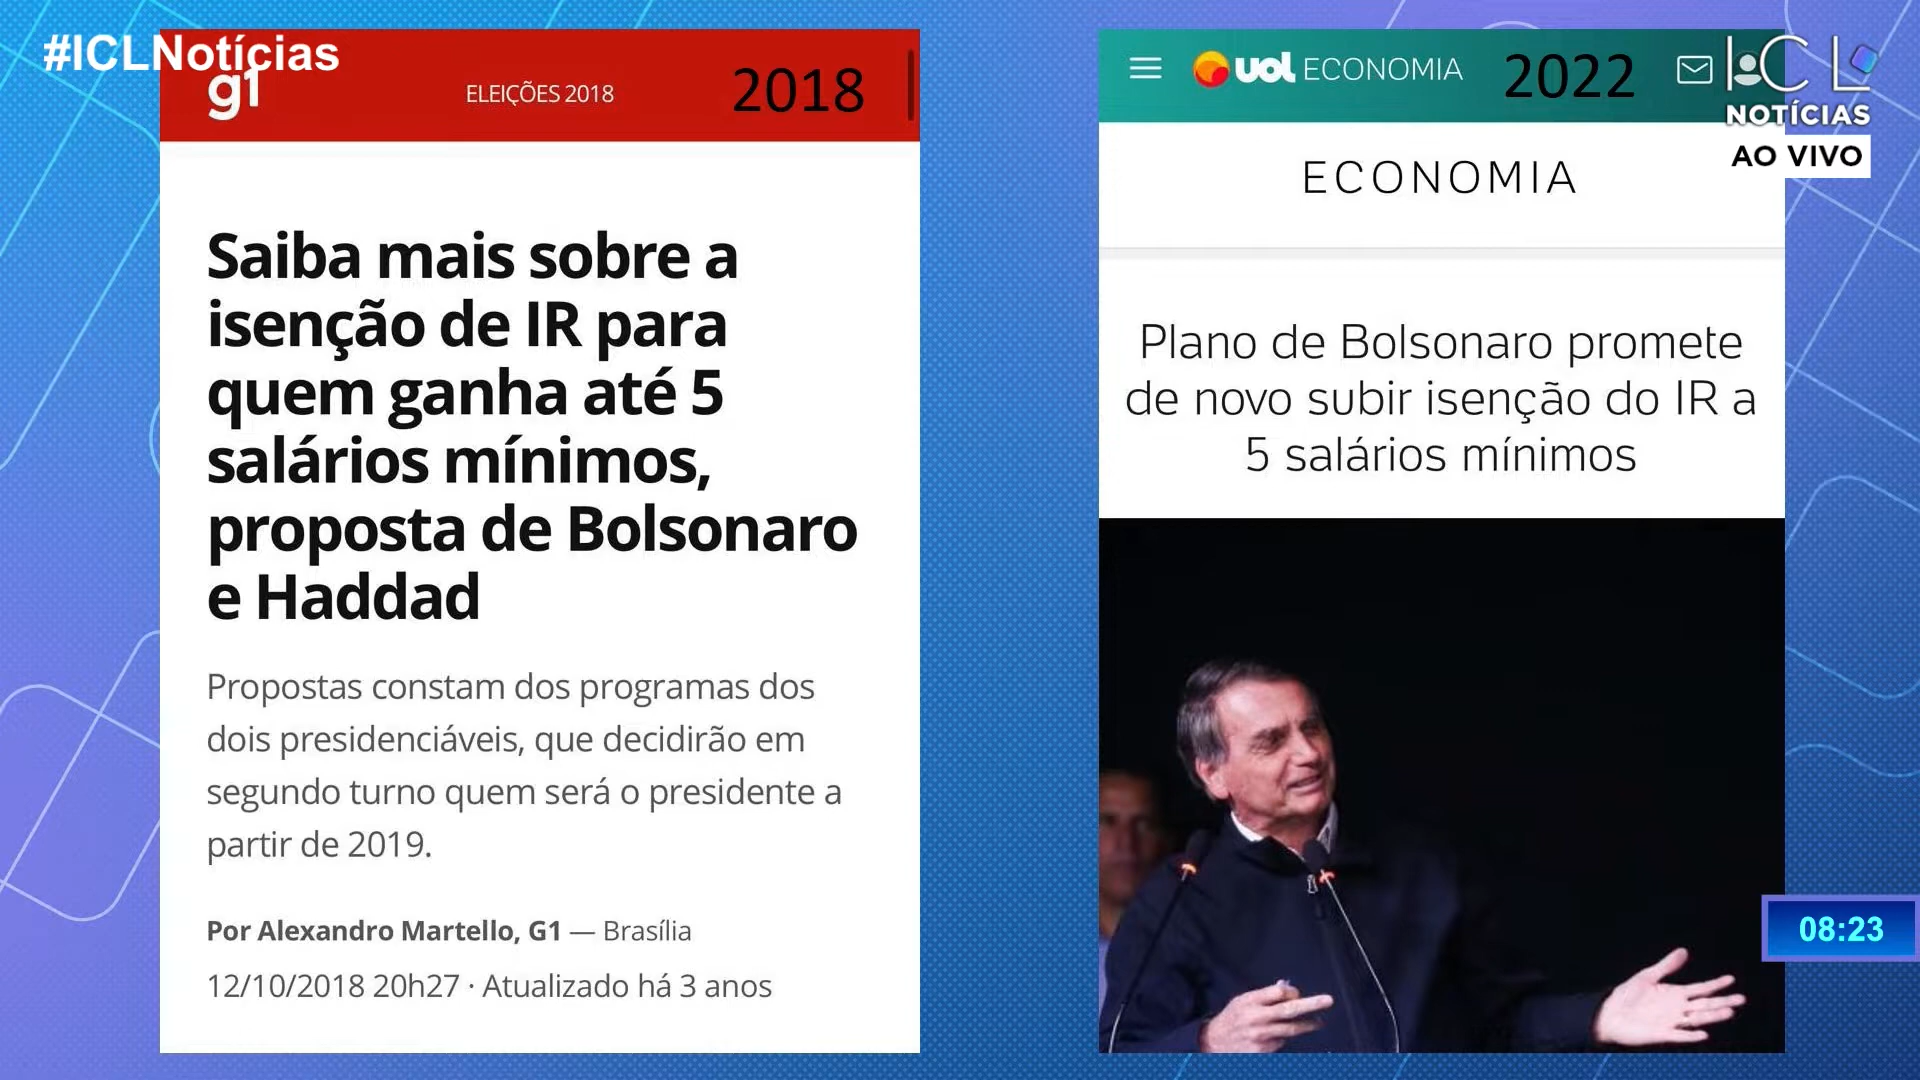 #ICLNotícias
g1
ELEIÇÕES 2018
2018
Saiba mais sobre a
isenção de IR para
quem ganha até 5
salários mínimos,
proposta de Bolsonaro
e Haddad
Propostas constam dos programas dos
dois presidenciáveis, que decidirão em
segundo turno quem será o presidente a
partir de 2019.
Por Alexandro Martello, G1 — Brasília
12/10/2018 20h27 · Atualizado há 3 anos
uol ECONOMIA
2022
ICL
NOTÍCIAS
AO VIVO
ECONOMIA
Plano de Bolsonaro promete
de novo subir isenção do IR a
5 salários mínimos
08:23